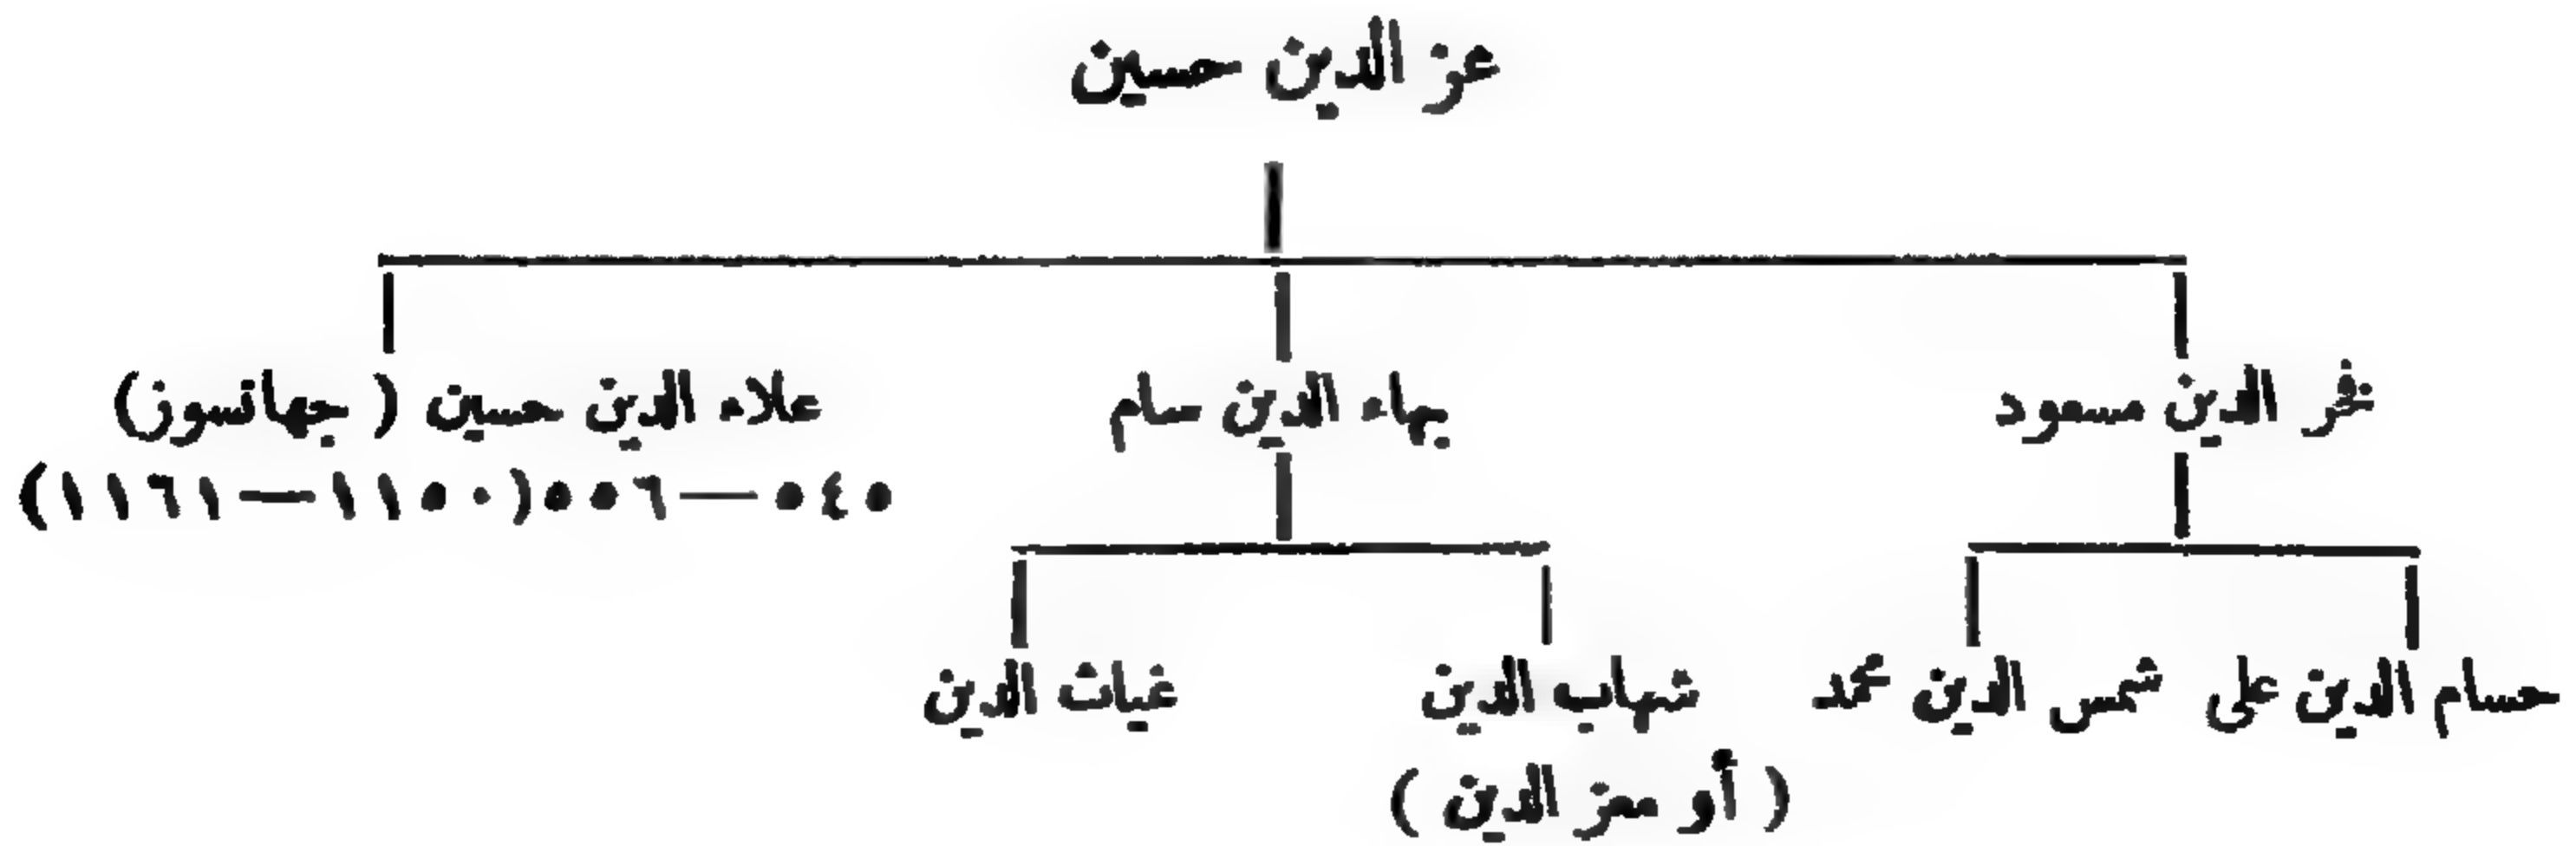 عز الدين حسين
فخر الدين مسعود بهاء الدين سام علاء الدين حسين ( جهانسوز)
٥٤٥—٥٥٦(١١٥٠—١١٦١)
حسام الدين على شمس الدين محمد شهاب الدين غياث الدين
( أو معز الدين )